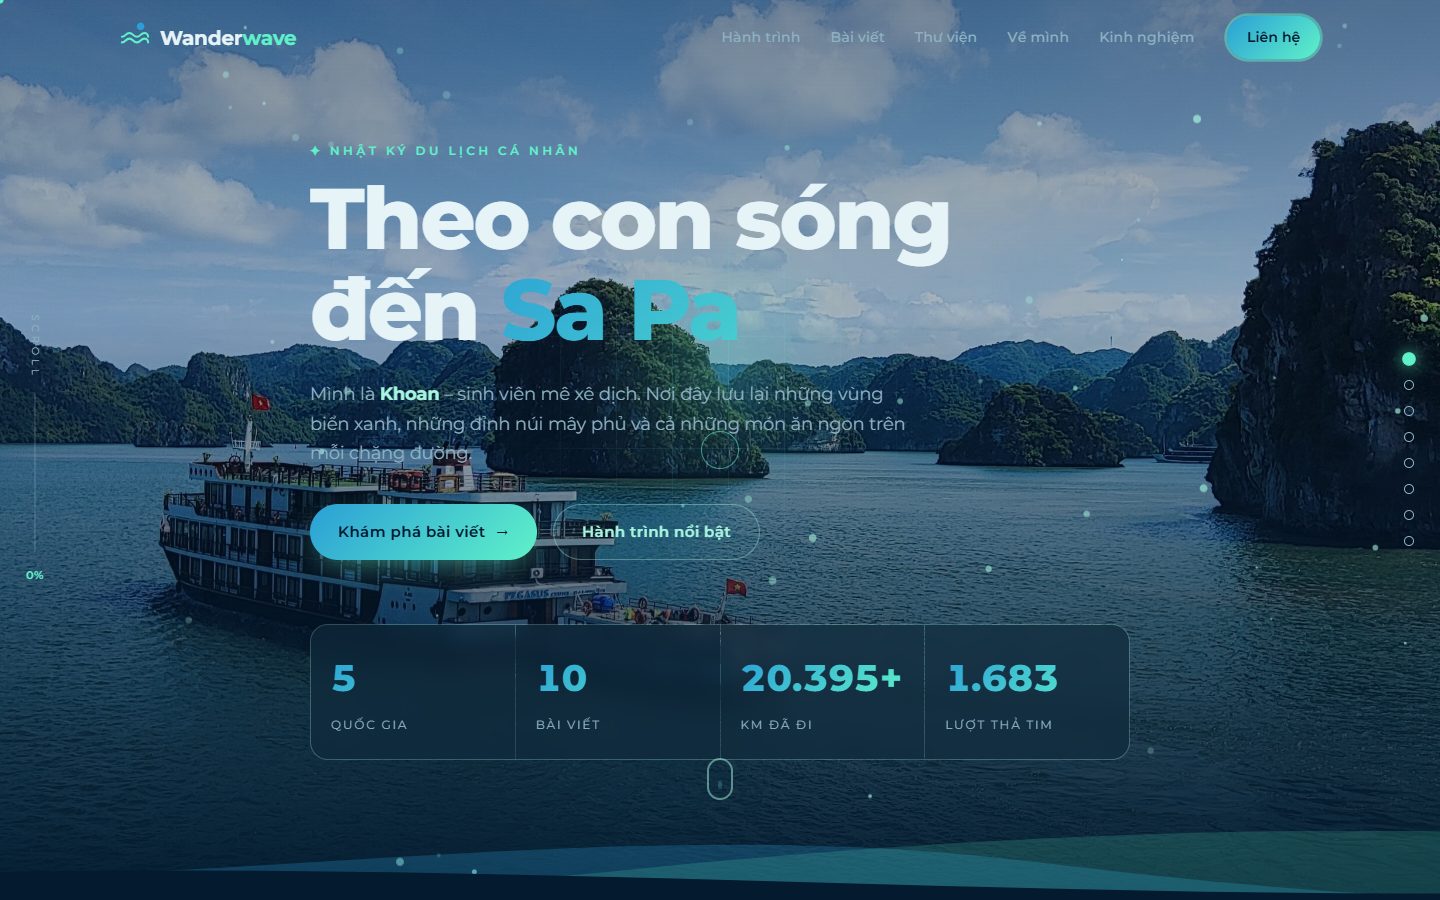 Wanderwave
Hành trình
Bài viết
Thư viện
Về mình
Kinh nghiệm
Liên hệ
✦ NHẬT KÝ DU LỊCH CÁ NHÂN
Theo con sóng
đến Sa Pa
SCROLL
0%
Mình là Khoan – sinh viên mê xê dịch. Nơi đây lưu lại những vùng
biển xanh, những đỉnh núi mây phủ và cả những món ăn ngon trên
mỗi chặng đường.
Khám phá bài viết →
Hành trình nổi bật
PEGASUS
5
QUỐC GIA
10
BÀI VIẾT
20.395+
KM ĐÃ ĐI
1.683
LƯỢT THẢ TIM